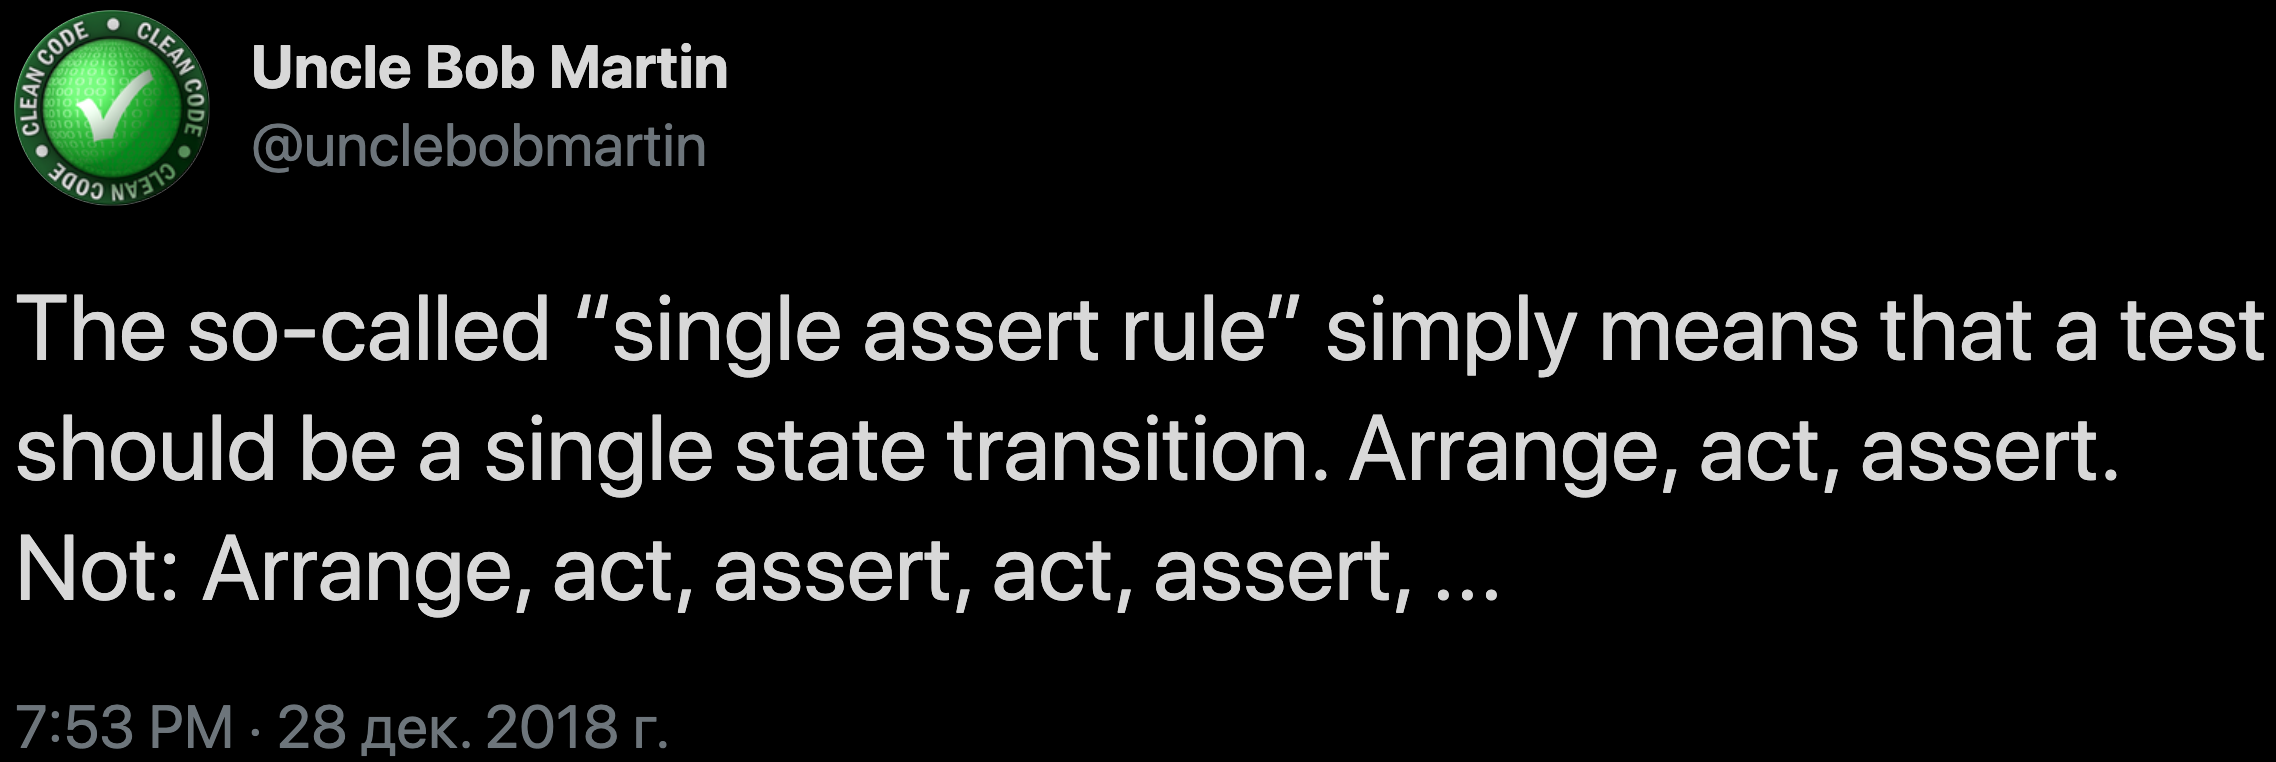 CLEAN CODE • CLEAN CODE • CLEAN CODE •
Uncle Bob Martin
@unclebobmartin
The so-called “single assert rule” simply means that a test
should be a single state transition. Arrange, act, assert.
Not: Arrange, act, assert, act, assert, ...
7:53 PM · 28 дек. 2018 г.